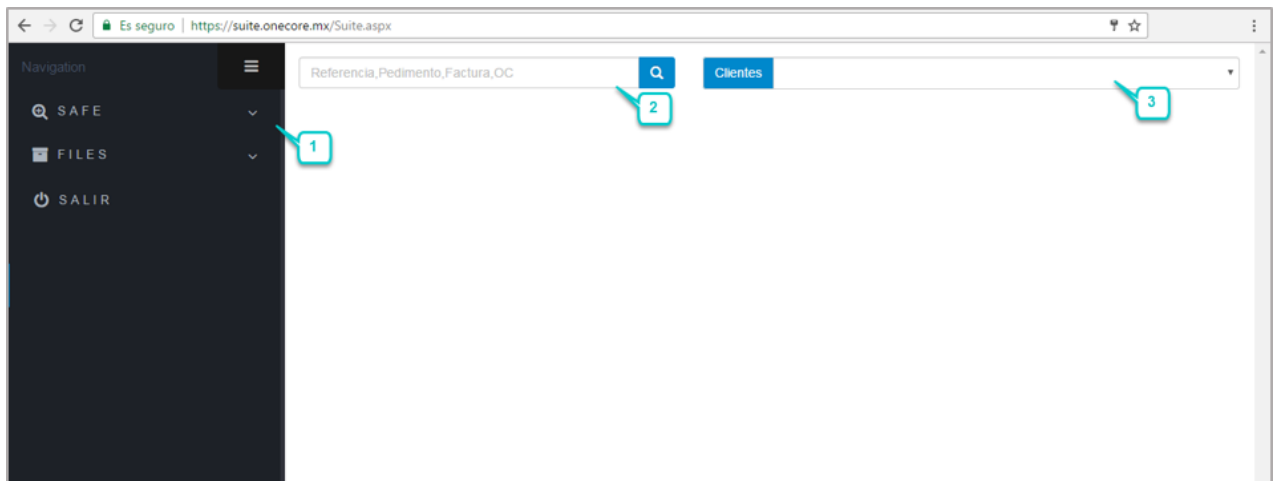 Es seguro | https://suite.onecore.mx/Suite.aspx
Navigation
Referencia,Pedimento,Factura,OC
Clientes
SAFE
2
3
1
FILES
SALIR